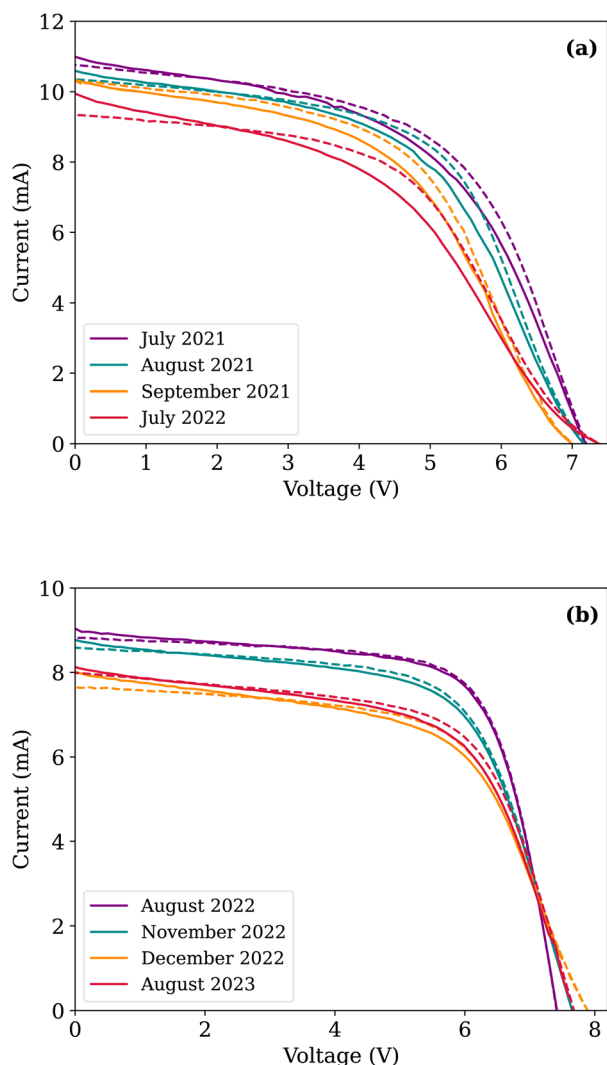 12
(a)
10
8
6
4
2
0
Current (mA)
July 2021
August 2021
September 2021
July 2022
0 1 2 3 4 5 6 7
Voltage (V)
10
(b)
8
6
4
2
0
Current (mA)
August 2022
November 2022
December 2022
August 2023
0 2 4 6 8
Voltage (V)